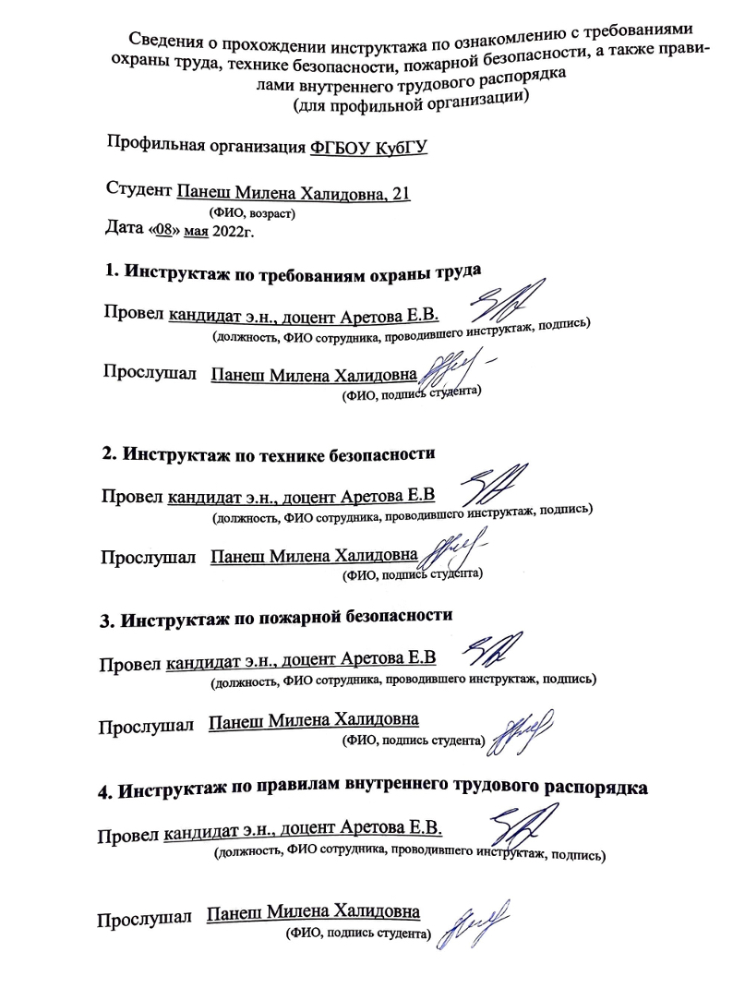 Сведения о прохождении инструктажа по ознакомлению с требованиями
охраны труда, технике безопасности, пожарной безопасности, а также прави-
лами внутреннего трудового распорядка
(для профильной организации)
Профильная организация ФГБОУ КубГУ
Студент Панеш Милена Халидовна, 21
(ФИО, возраст)
Дата «08» мая 2022г.
1. Инструктаж по требованиям охраны труда
Провел кандидат э.н., доцент Аретова Е.В.
(должность, ФИО сотрудника, проводившего инструктаж, подпись)
Прослушал Панеш Милена Халидовна
(ФИО, подпись студента)
2. Инструктаж по технике безопасности
Провел кандидат э.н., доцент Аретова Е.В
(должность, ФИО сотрудника, проводившего инструктаж, подпись)
Прослушал Панеш Милена Халидовна
(ФИО, подпись студента)
3. Инструктаж по пожарной безопасности
Провел кандидат э.н., доцент Аретова Е.В
(должность, ФИО сотрудника, проводившего инструктаж, подпись)
Прослушал Панеш Милена Халидовна
(ФИО, подпись студента)
4. Инструктаж по правилам внутреннего трудового распорядка
Провел кандидат э.н., доцент Аретова Е.В.
(должность, ФИО сотрудника, проводившего инструктаж, подпись)
Прослушал Панеш Милена Халидовна
(ФИО, подпись студента)